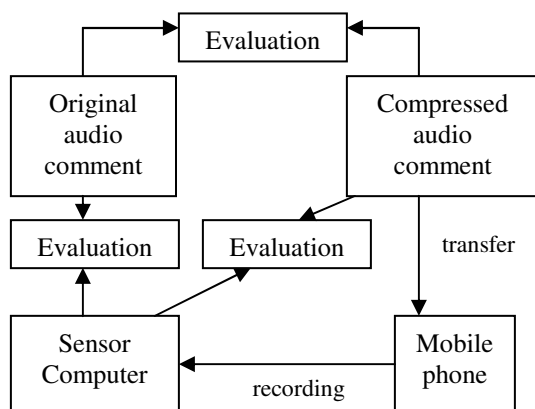 Evaluation
Original
audio
comment
Compressed
audio
comment
Evaluation
Evaluation
transfer
Sensor
Computer
recording
Mobile
phone